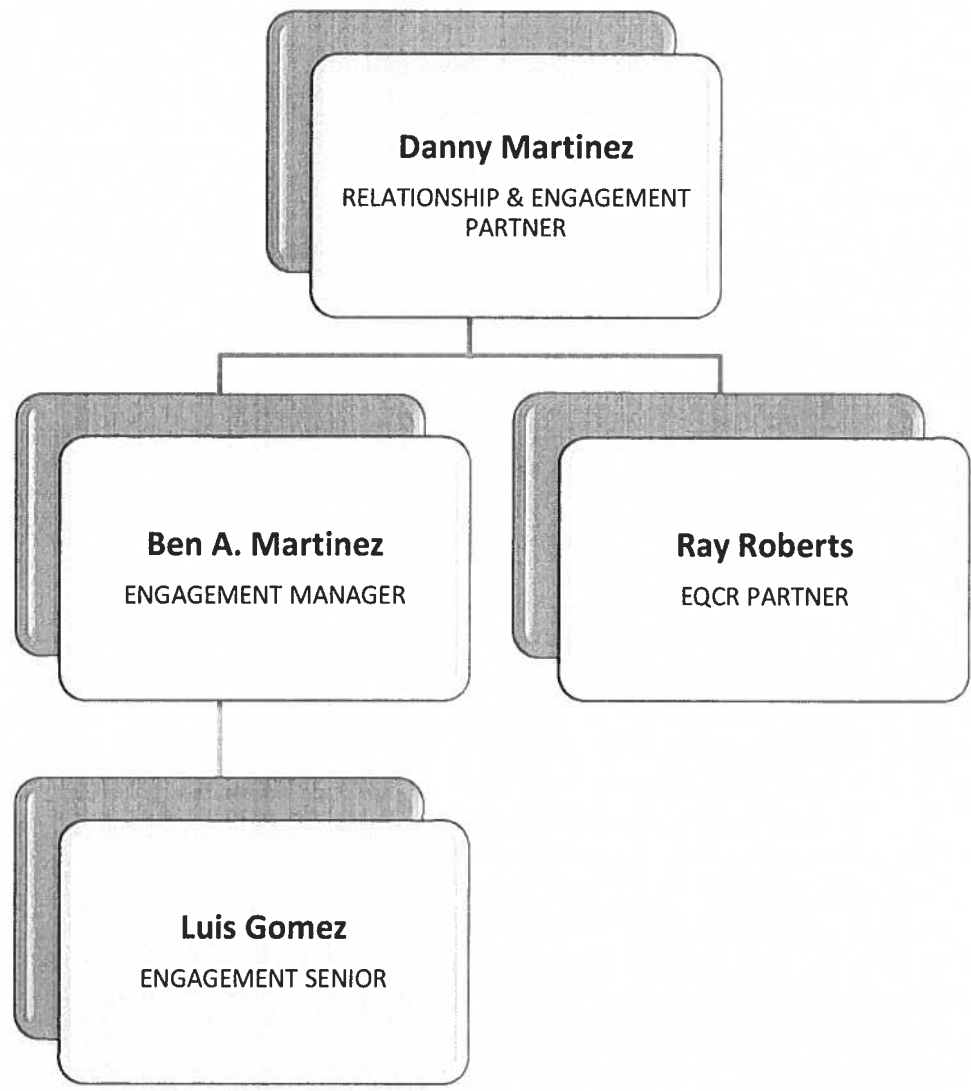 Danny Martinez
RELATIONSHIP & ENGAGEMENT
PARTNER
Ben A. Martinez
ENGAGEMENT MANAGER
Ray Roberts
EQCR PARTNER
Luis Gomez
ENGAGEMENT SENIOR